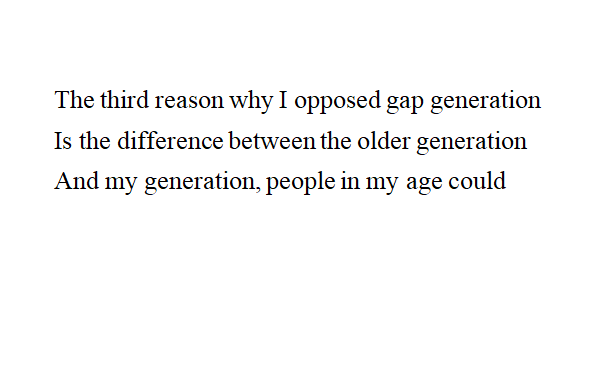 The third reason why I opposed gap generation
Is the difference between the older generation
And my generation, people in my age could